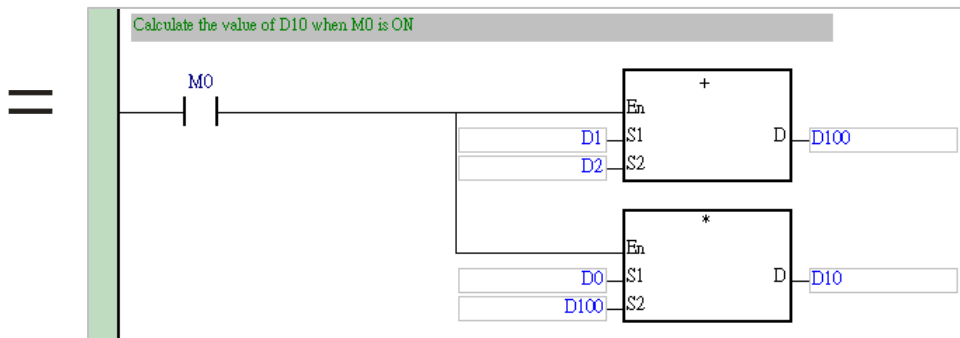 Calculate the value of D10 when M0 is ON
M0
+
En
D1 S1 D D100
D2 S2
*
En
D0 S1 D D10
D100 S2
=